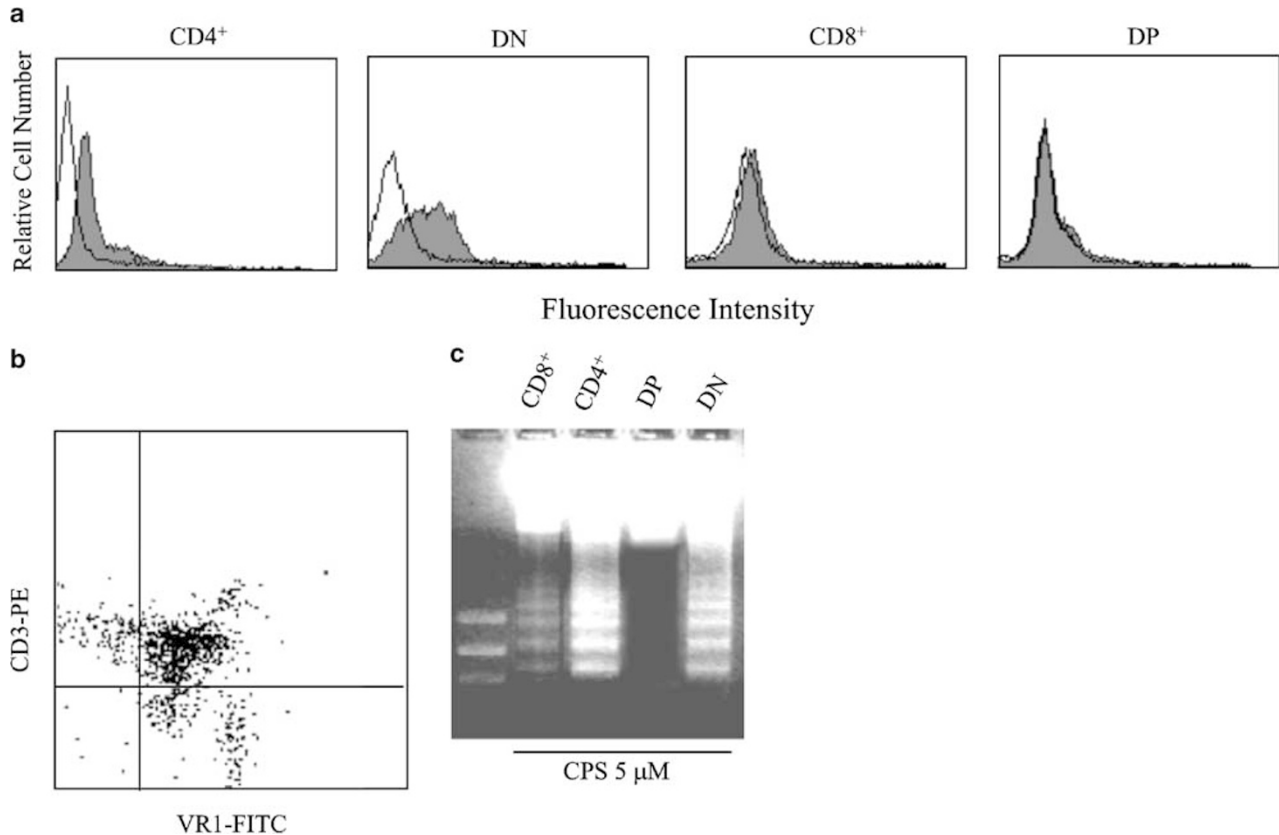 a
CD4⁺
DN
CD8⁺
DP
Relative Cell Number
Fluorescence Intensity
b
CD3-PE
VR1-FITC
c
CD8⁺
CD4⁺
DP
DN
CPS 5 μM